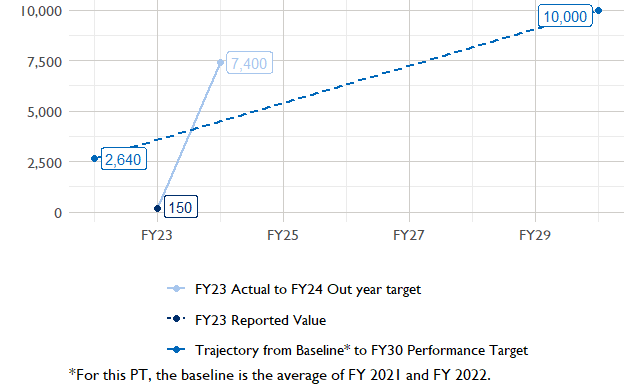 10,000
10,000
7,500
7,400
5,000
2,640
2,500
150
0
FY23 FY25 FY27 FY29
FY23 Actual to FY24 Out year target
FY23 Reported Value
Trajectory from Baseline* to FY30 Performance Target
*For this PT, the baseline is the average of FY 2021 and FY 2022.